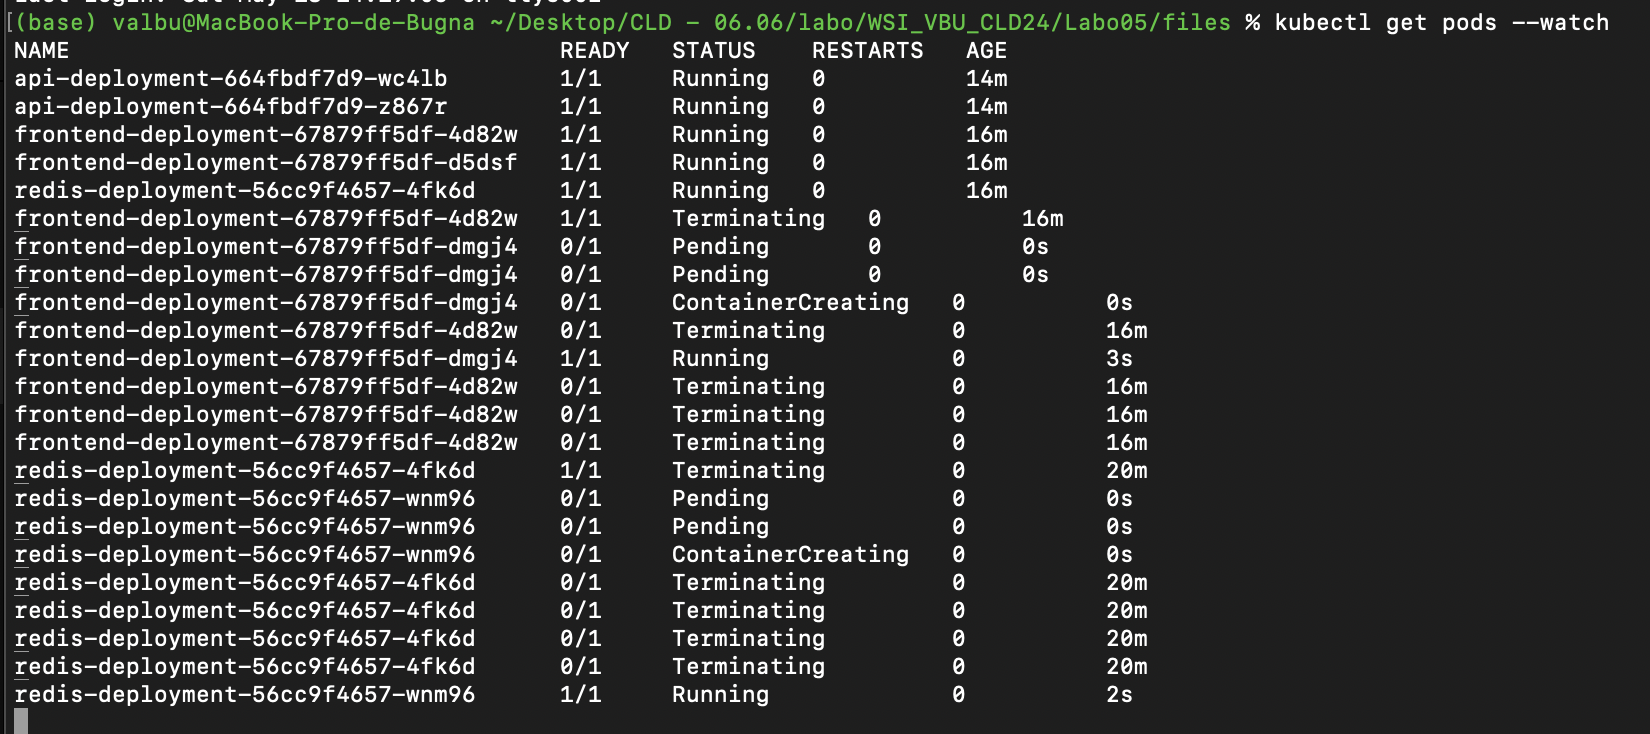 [(base) valbu@MacBook-Pro-de-Bugna ~/Desktop/CLD - 06.06/labo/WSI_VBU_CLD24/Labo05/files % kubectl get pods --watch
NAME READY STATUS RESTARTS AGE
api-deployment-664fbdf7d9-wc4lb 1/1 Running 0 14m
api-deployment-664fbdf7d9-z867r 1/1 Running 0 14m
frontend-deployment-67879ff5df-4d82w 1/1 Running 0 16m
frontend-deployment-67879ff5df-d5dsf 1/1 Running 0 16m
redis-deployment-56cc9f4657-4fk6d 1/1 Running 0 16m
frontend-deployment-67879ff5df-4d82w 1/1 Terminating 0 16m
frontend-deployment-67879ff5df-dmgj4 0/1 Pending 0 0s
frontend-deployment-67879ff5df-dmgj4 0/1 Pending 0 0s
frontend-deployment-67879ff5df-dmgj4 0/1 ContainerCreating 0 0s
frontend-deployment-67879ff5df-4d82w 0/1 Terminating 0 16m
frontend-deployment-67879ff5df-dmgj4 1/1 Running 0 3s
frontend-deployment-67879ff5df-4d82w 0/1 Terminating 0 16m
frontend-deployment-67879ff5df-4d82w 0/1 Terminating 0 16m
frontend-deployment-67879ff5df-4d82w 0/1 Terminating 0 16m
redis-deployment-56cc9f4657-4fk6d 1/1 Terminating 0 20m
redis-deployment-56cc9f4657-wnm96 0/1 Pending 0 0s
redis-deployment-56cc9f4657-wnm96 0/1 Pending 0 0s
redis-deployment-56cc9f4657-wnm96 0/1 ContainerCreating 0 0s
redis-deployment-56cc9f4657-4fk6d 0/1 Terminating 0 20m
redis-deployment-56cc9f4657-4fk6d 0/1 Terminating 0 20m
redis-deployment-56cc9f4657-4fk6d 0/1 Terminating 0 20m
redis-deployment-56cc9f4657-4fk6d 0/1 Terminating 0 20m
redis-deployment-56cc9f4657-wnm96 1/1 Running 0 2s